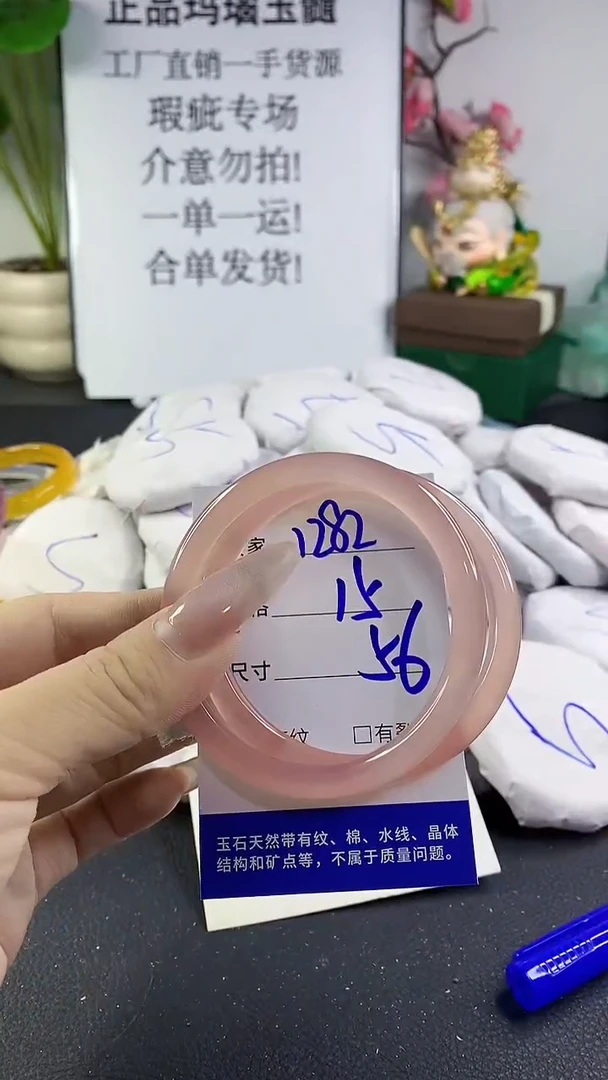 正品玛瑙玉髓
工厂直销一手货源
瑕疵专场
介意勿拍!
一单一运!
合单发货!
家 1282
格 15
尺寸 56
纹 □有裂
玉石天然带有纹、棉、水线、晶体
结构和矿点等，不属于质量问题。